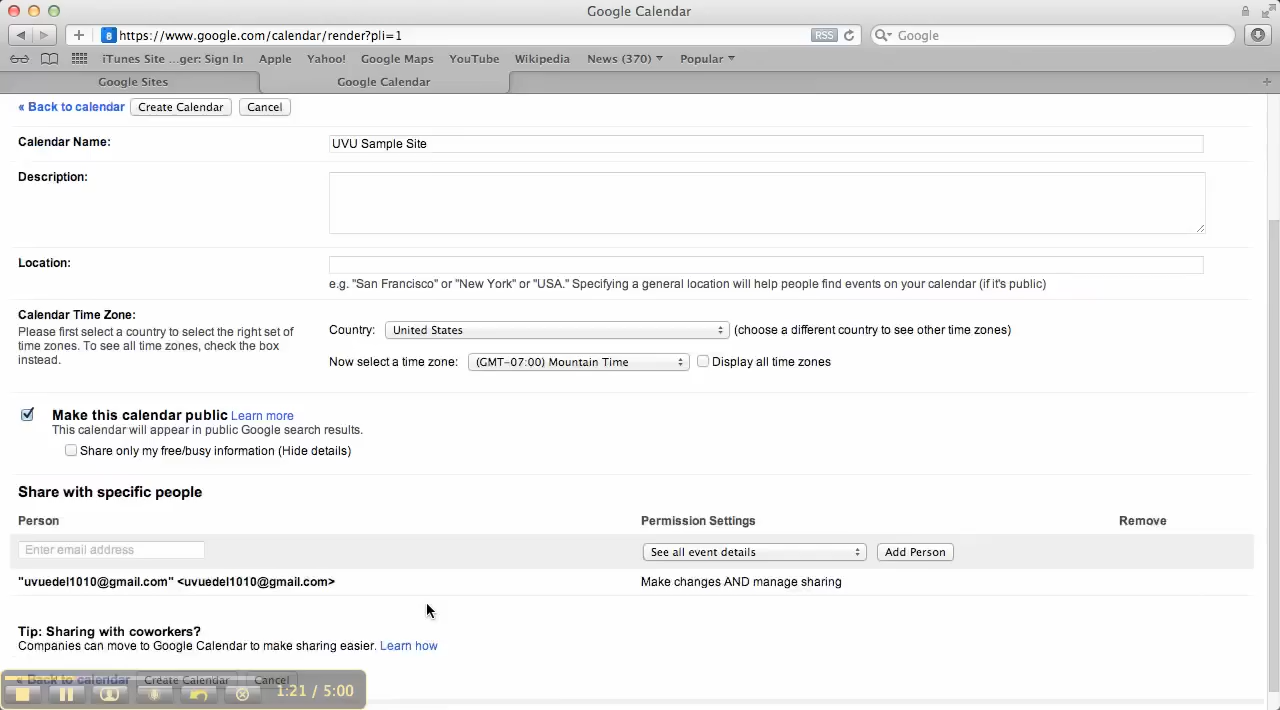 Google Calendar
https://www.google.com/calendar/render?pli=1
RSS
Google
iTunes Site ...ger: Sign In
Apple
Yahoo!
Google Maps
YouTube
Wikipedia
News (370)
Popular
Google Sites
Google Calendar
« Back to calendar
Create Calendar
Cancel
Calendar Name:
UVU Sample Site
Description:
Location:
e.g. "San Francisco" or "New York" or "USA." Specifying a general location will help people find events on your calendar (if it's public)
Calendar Time Zone:
Please first select a country to select the right set of
time zones. To see all time zones, check the box
instead.
Country:
United States
(choose a different country to see other time zones)
Now select a time zone:
(GMT-07:00) Mountain Time
Display all time zones
Make this calendar public Learn more
This calendar will appear in public Google search results.
Share only my free/busy information (Hide details)
Share with specific people
Person
Permission Settings
Remove
Enter email address
See all event details
Add Person
"uvuedel1010@gmail.com" <uvuedel1010@gmail.com>
Make changes AND manage sharing
Tip: Sharing with coworkers?
Companies can move to Google Calendar to make sharing easier. Learn how
« Back to calendar
Create Calendar
Cancel
1:21 / 5:00